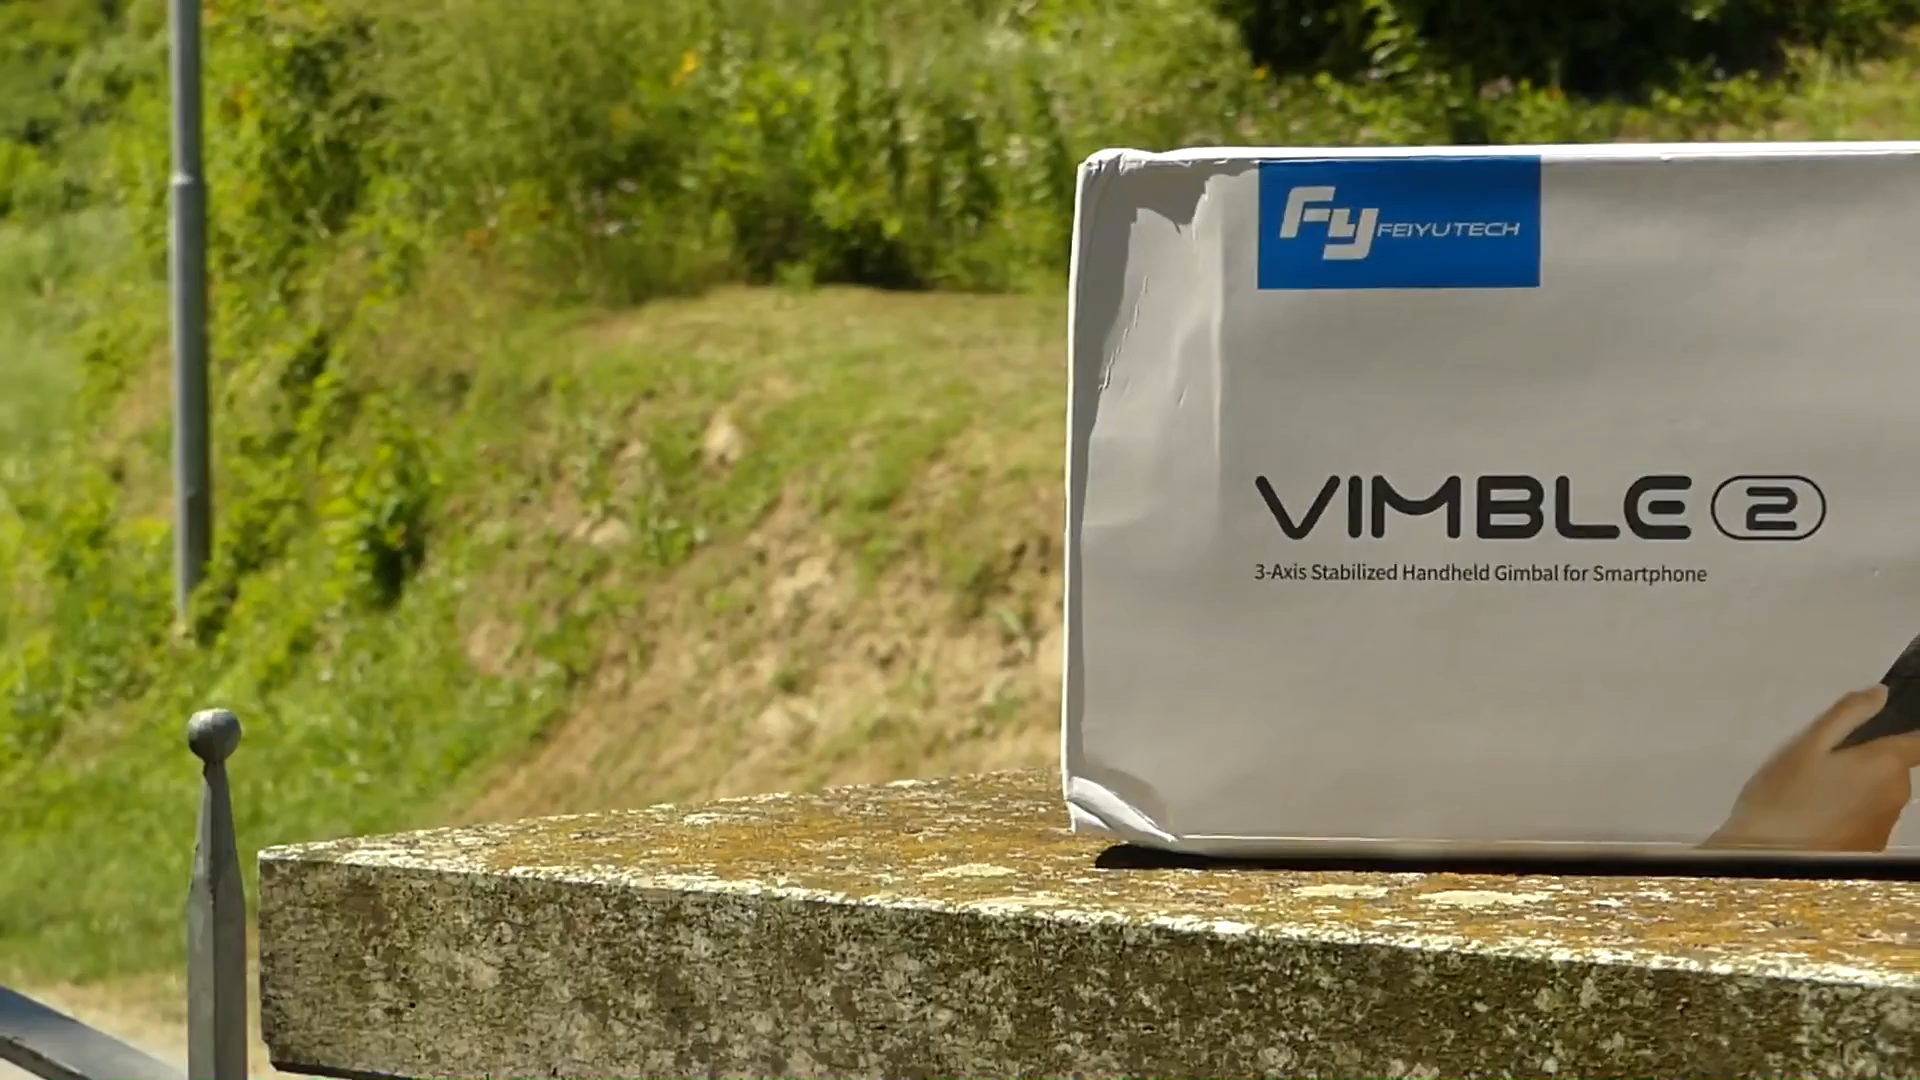 Fy FEIYUTECH
VIMBLE 2
3-Axis Stabilized Handheld Gimbal for Smartphone